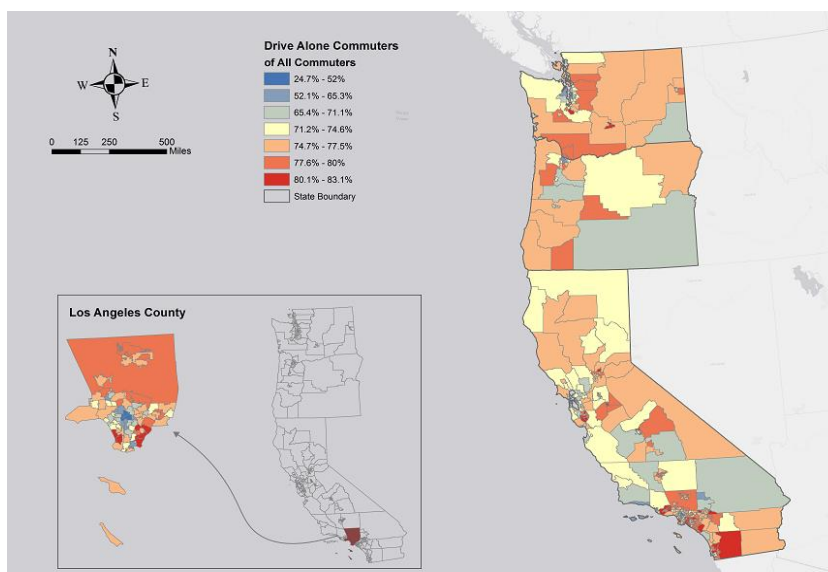 N
W E
S
0 125 250 500
Miles
Drive Alone Commuters
of All Commuters
24.7% - 52%
52.1% - 65.3%
65.4% - 71.1%
71.2% - 74.6%
74.7% - 77.5%
77.6% - 80%
80.1% - 83.1%
State Boundary
Los Angeles County